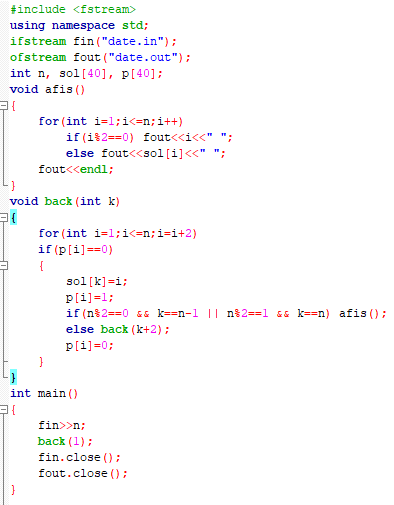 #include <fstream>
using namespace std;
ifstream fin("date.in");
ofstream fout("date.out");
int n, sol[40], p[40];
void afis()
{
for(int i=1;i<=n;i++)
if(i%2==0) fout<<i<<" ";
else fout<<sol[i]<<" ";
fout<<endl;
}
void back(int k)
{
for(int i=1;i<=n;i=i+2)
if(p[i]==0)
{
sol[k]=i;
p[i]=1;
if(n%2==0 && k==n-1 || n%2==1 && k==n) afis();
else back(k+2);
p[i]=0;
}
}
int main()
{
fin>>n;
back(1);
fin.close();
fout.close();
}